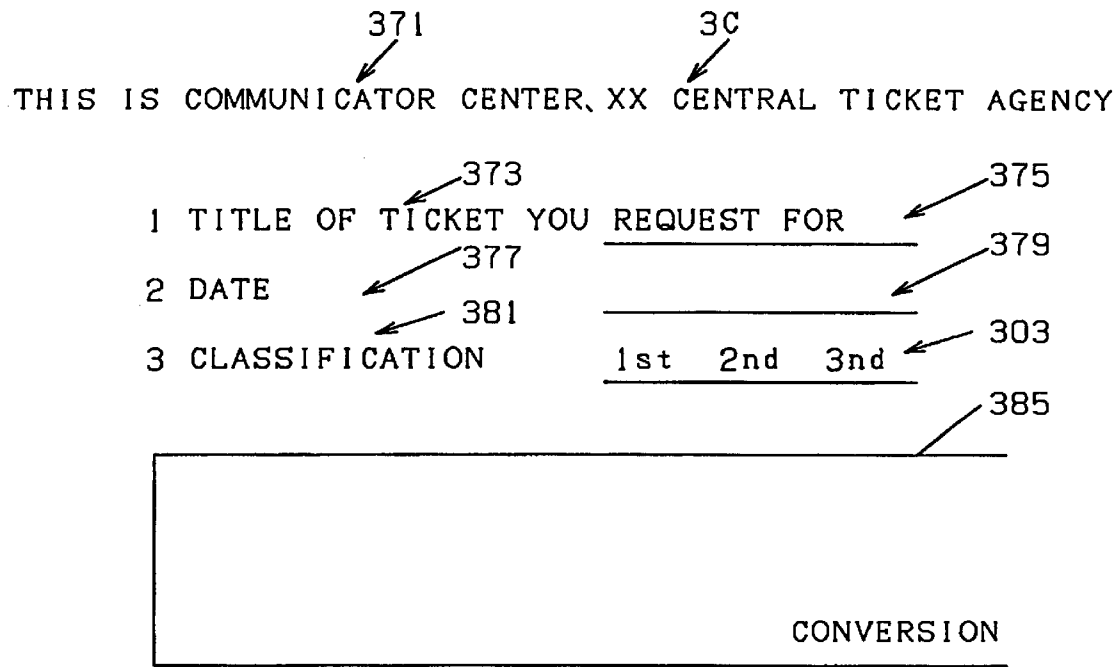 371 3C
THIS IS COMMUNICATOR CENTER、XX CENTRAL TICKET AGENCY
373 375
1 TITLE OF TICKET YOU REQUEST FOR
377 379
2 DATE
381 303
3 CLASSIFICATION 1st 2nd 3nd
385
CONVERSION